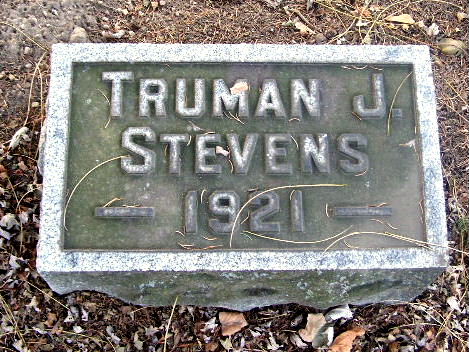 TRUMAN J.
STEVENS
— 1921 —